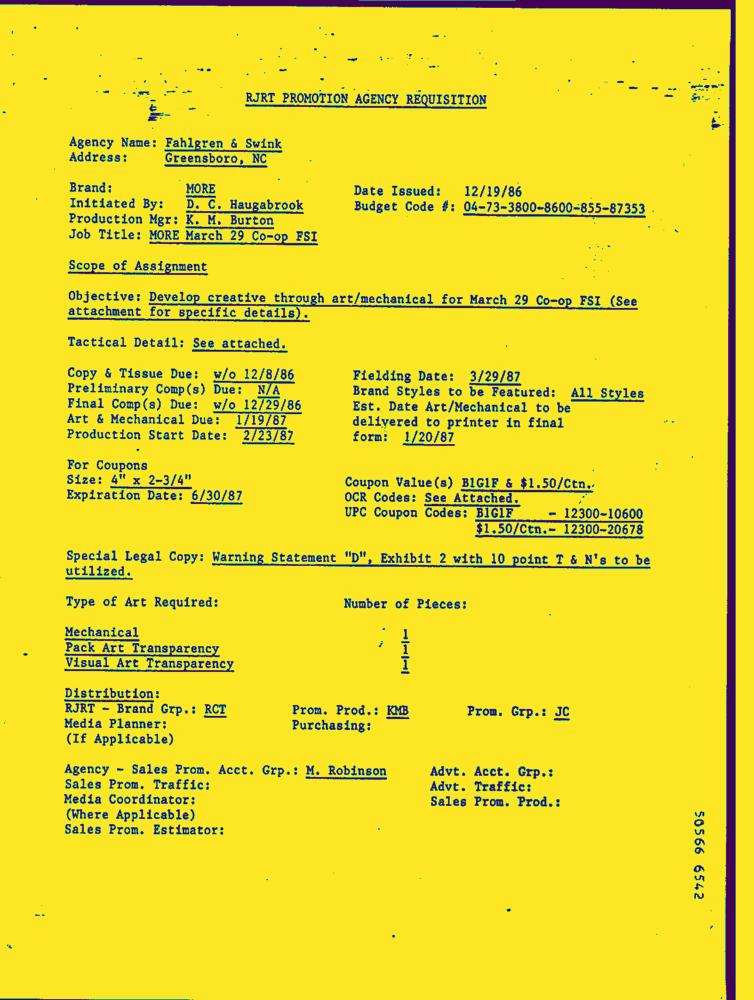 RJRT PROMOTION AGENCY REQUISITION
Agency Name: Fahlgren & Swink
Address: Greensboro, NC
Brand: MORE Date Issued: 12/19/86
Initiated By: D. C. Haugabrook Budget Code #: 04-73-3800-8600-855-87353
Production Mgr: K. M. Burton
Job Title: MORE March 29 Co-op FSI
Scope of Assignment
Objective: Develop creative through art/mechanical for March 29 Co-op FSI (See
attachment for specific details).
Tactical Detail: See attached.
Copy & Tissue Due: w/o 12/8/86 Fielding Date: 3/29/87
Preliminary Comp(s) Due: N/A Brand Styles to be Featured: All Styles
Final Comp(s) Due: w/o 12/29/86 Est. Date Art/Mechanical to be
Art & Mechanical Due: 1/19/87 delivered to printer in final
Production Start Date: 2/23/87 form: 1/20/87
For Coupons
Size: 4" x 2-3/4" Coupon Value(s) B1G1F & $1.50/Ctn.
Expiration Date: 6/30/87 OCR Codes: See Attached.
UPC Coupon Codes: B1G1F - 12300-10600
$1.50/Ctn.- 12300-20678
Special Legal Copy: Warning Statement "D", Exhibit 2 with 10 point T & N's to be
utilized.
Type of Art Required: Number of Pieces:
Mechanical 1
Pack Art Transparency 1
Visual Art Transparency 1
Distribution:
RJRT - Brand Grp.: RCT Prom. Prod.: KMB Prom. Grp.: JC
Media Planner: Purchasing:
(If Applicable)
Agency - Sales Prom. Acct. Grp.: M. Robinson Advt. Acct. Grp.:
Sales Prom. Traffic: Advt. Traffic:
Media Coordinator: Sales Prom. Prod.:
(Where Applicable)
Sales Prom. Estimator:
50566 6542